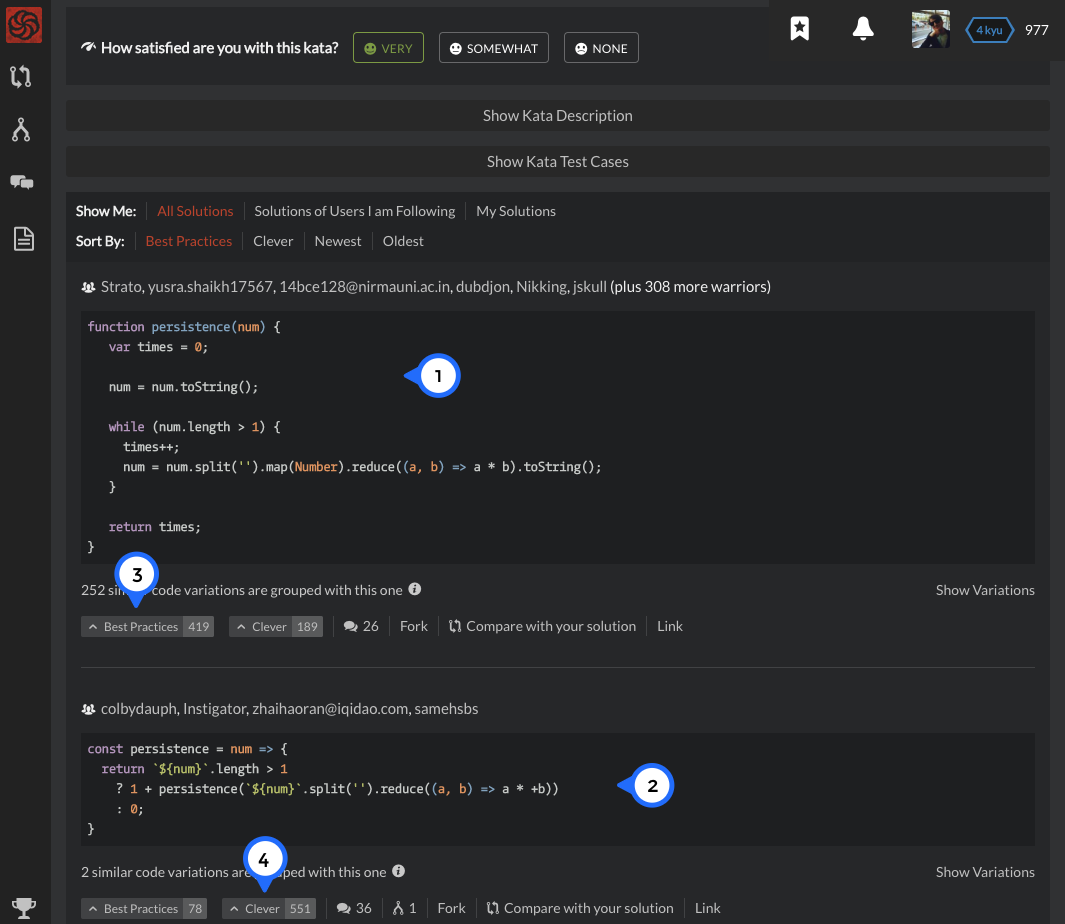 How satisfied are you with this kata? VERY SOMEWHAT NONE
4 kyu 977
Show Kata Description
Show Kata Test Cases
Show Me: All Solutions Solutions of Users I am Following My Solutions
Sort By: Best Practices Clever Newest Oldest
Strato, yusra.shaikh17567, 14bce128@nirmauni.ac.in, dubdjon, Nikking, jskull (plus 308 more warriors)
function persistence(num) {
var times = 0;
1
num = num.toString();
while (num.length > 1) {
times++;
num = num.split('').map(Number).reduce((a, b) => a * b).toString();
}
return times;
}
3
252 code variations are grouped with this one Show Variations
Best Practices 419 Clever 189 26 Fork Compare with your solution Link
colbydauph, Instigator, zhaihaoran@iqidao.com, samehsbs
const persistence = num => {
return `${num}`.length > 1
? 1 + persistence(`${num}`.split('').reduce((a, b) => a * +b))
2
: 0;
}
4
2 similar code variations with this one Show Variations
Best Practices 78 Clever 551 36 1 Fork Compare with your solution Link